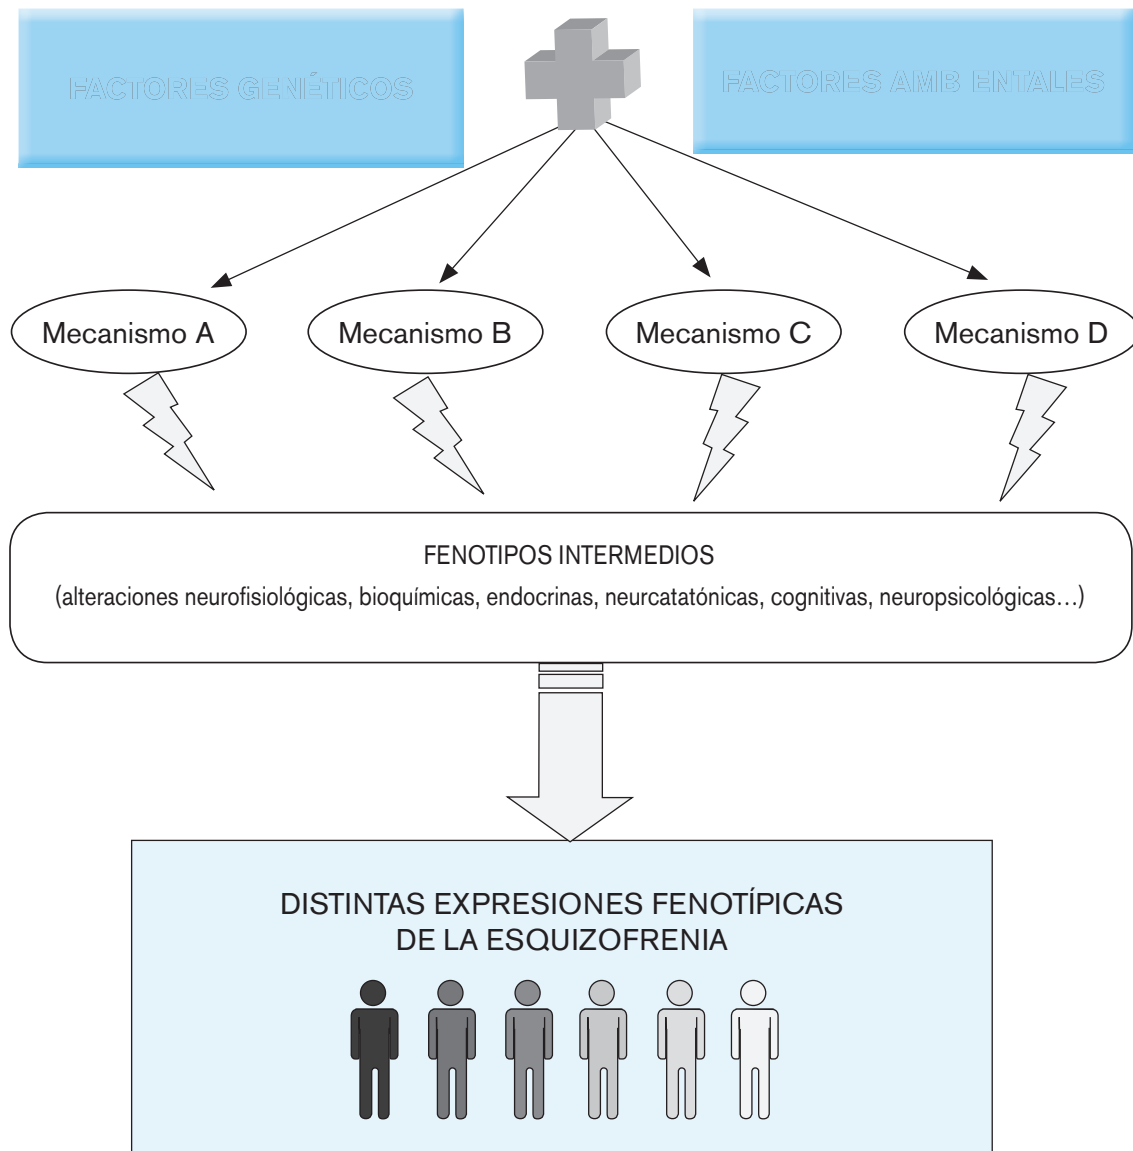 FACTORES GENÉTICOS
FACTORES AMB ENTALES
Mecanismo A
Mecanismo B
Mecanismo C
Mecanismo D
FENOTIPOS INTERMEDIOS
(alteraciones neurofisiológicas, bioquímicas, endocrinas, neurcatatónicas, cognitivas, neuropsicológicas…)
DISTINTAS EXPRESIONES FENOTÍPICAS
DE LA ESQUIZOFRENIA